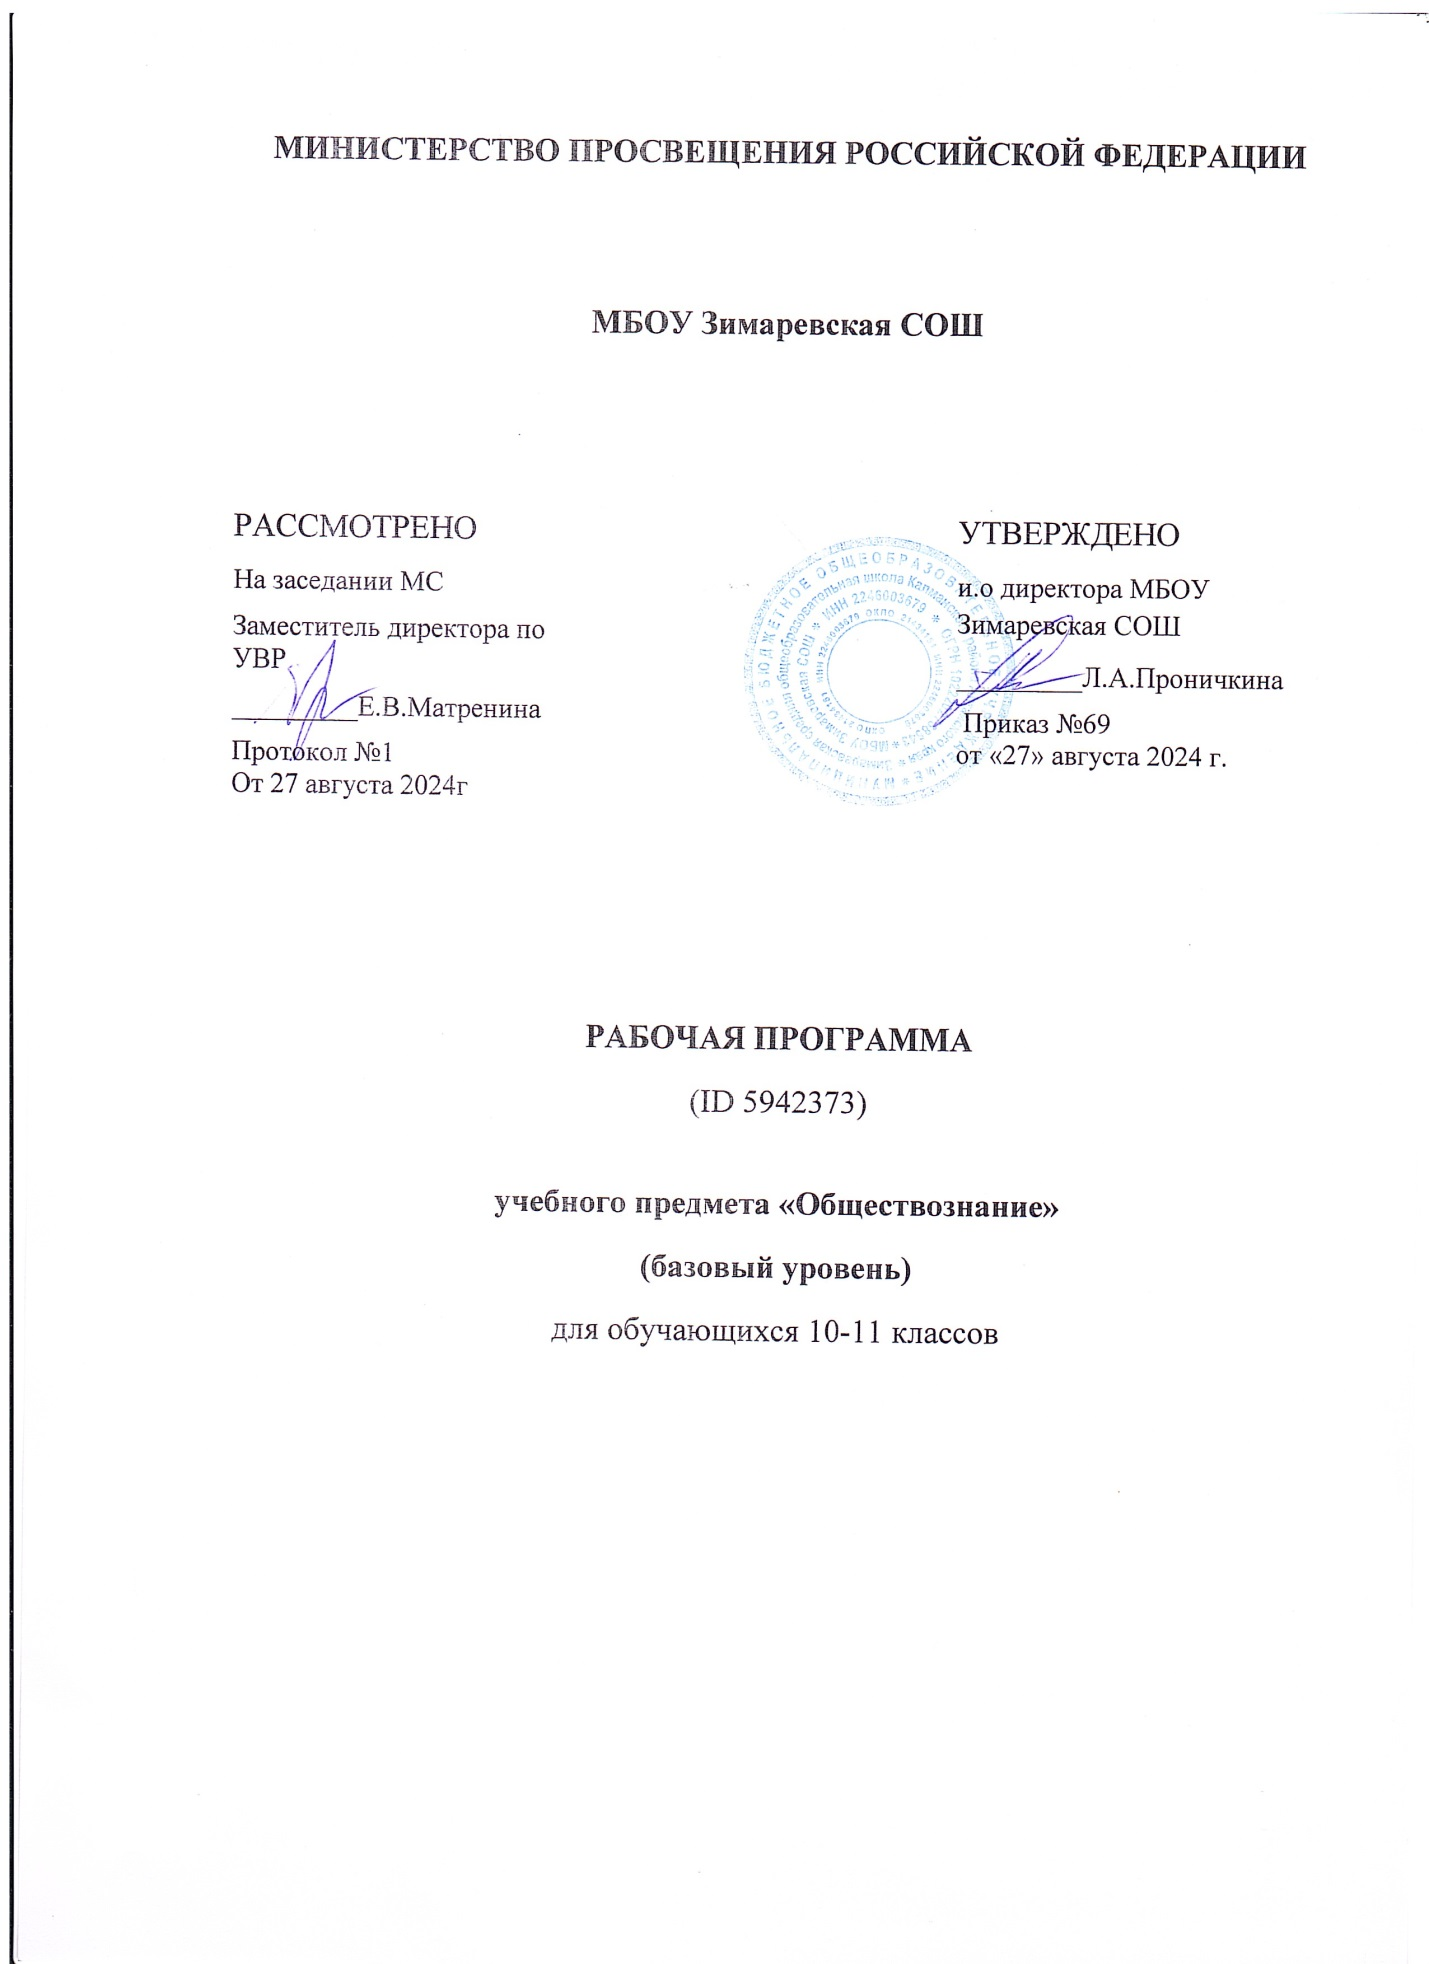 МИНИСТЕРСТВО ПРОСВЕЩЕНИЯ РОССИЙСКОЙ ФЕДЕРАЦИИ
МБОУ Зимаревская СОШ
РАССМОТРЕНО
На заседании МС
Заместитель директора по
УВР
Е.В.Матренина
Протокол №1
От 27 августа 2024г
УТВЕРЖДЕНО
и.о директора МБОУ
Зимаревская СОШ
Л.А.Проничкина
Приказ №69
от «27» августа 2024 г.
РАБОЧАЯ ПРОГРАММА
(ID 5942373)
учебного предмета «Обществознание»
(базовый уровень)
для обучающихся 10-11 классов